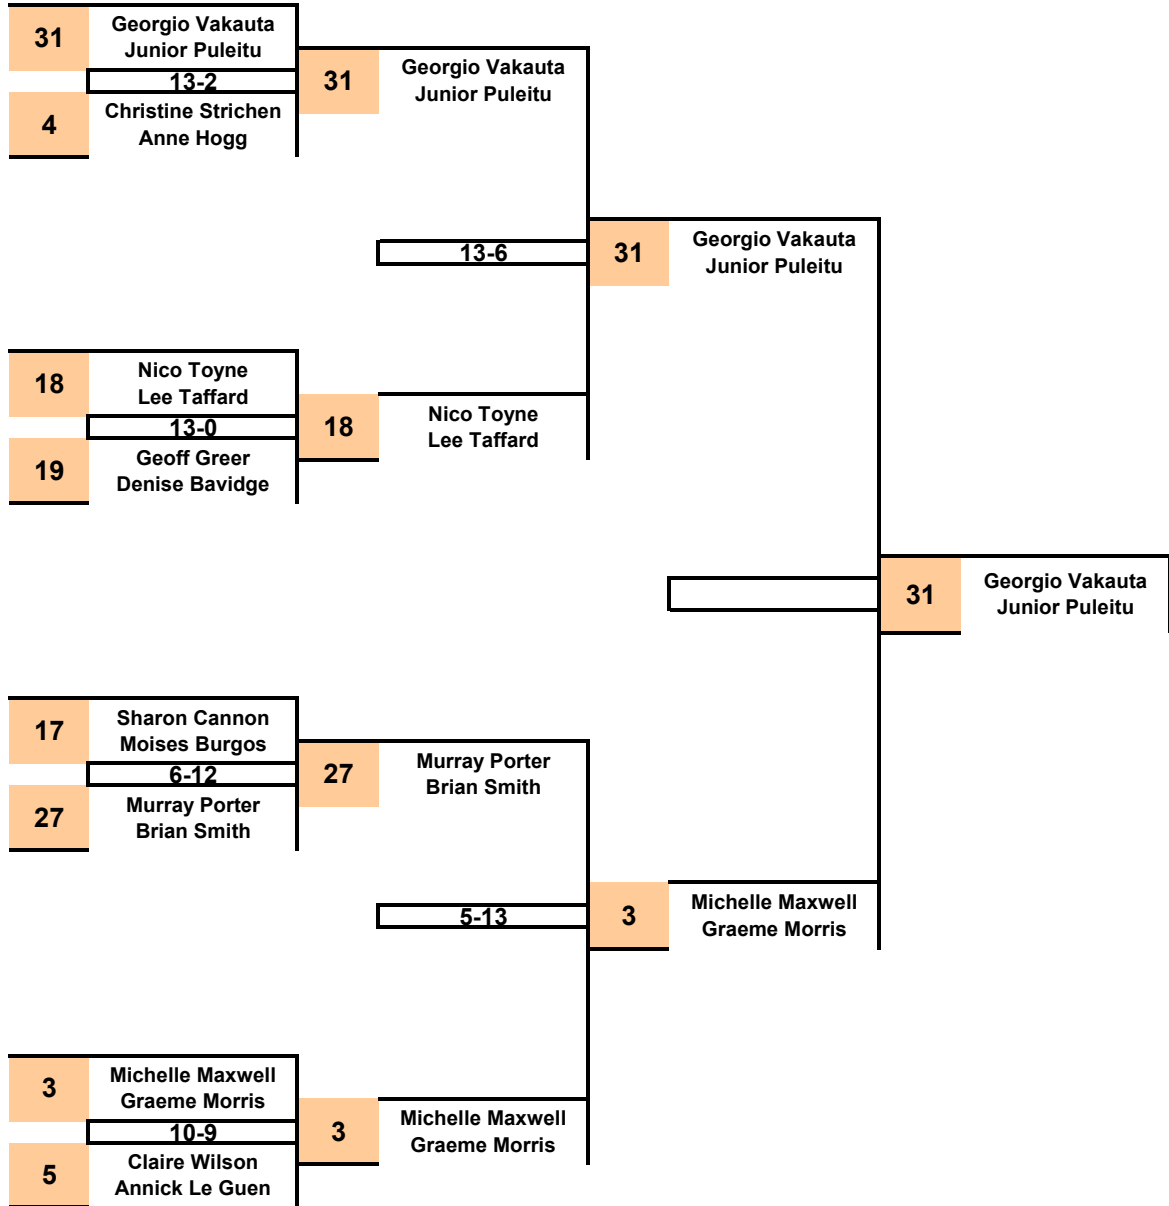 31
Georgio Vakauta
Junior Puleitu
13-2
4
Christine Strichen
Anne Hogg
31
Georgio Vakauta
Junior Puleitu
13-6
31
Georgio Vakauta
Junior Puleitu
18
Nico Toyne
Lee Taffard
13-0
19
Geoff Greer
Denise Bavidge
18
Nico Toyne
Lee Taffard
31
Georgio Vakauta
Junior Puleitu
17
Sharon Cannon
Moises Burgos
6-12
27
Murray Porter
Brian Smith
27
Murray Porter
Brian Smith
5-13
3
Michelle Maxwell
Graeme Morris
3
Michelle Maxwell
Graeme Morris
10-9
5
Claire Wilson
Annick Le Guen
3
Michelle Maxwell
Graeme Morris